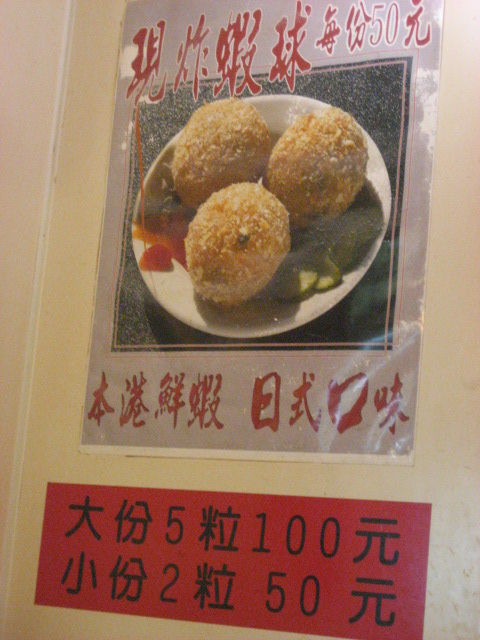 現炸蝦球 每份50元
本港鮮蝦 日式口味
大份5粒100元
小份2粒 50元